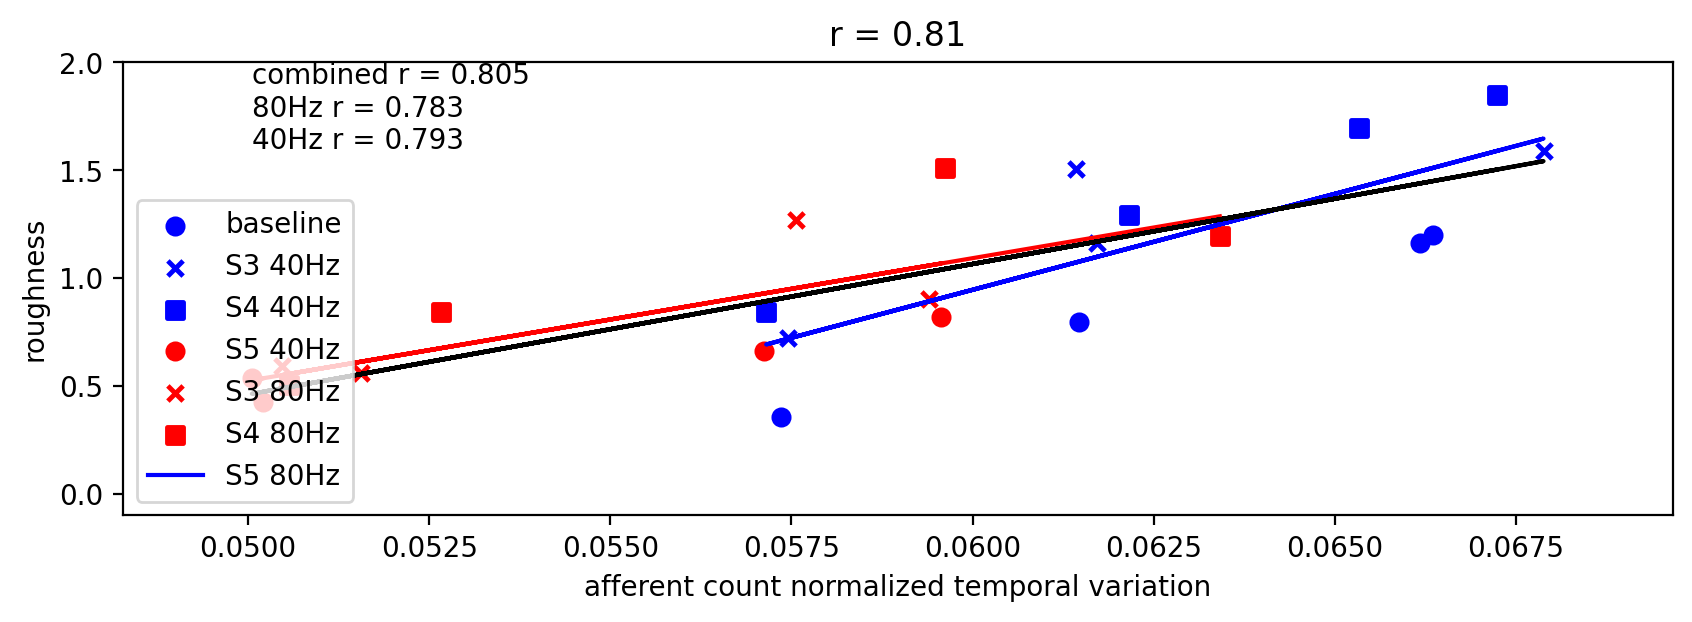 r = 0.81
combined r = 0.805
80Hz r = 0.783
40Hz r = 0.793
roughness
2.0
1.5
1.0
0.5
0.0
baseline
S3 40Hz
S4 40Hz
S5 40Hz
S3 80Hz
S4 80Hz
S5 80Hz
0.0500 0.0525 0.0550 0.0575 0.0600 0.0625 0.0650 0.0675
afferent count normalized temporal variation